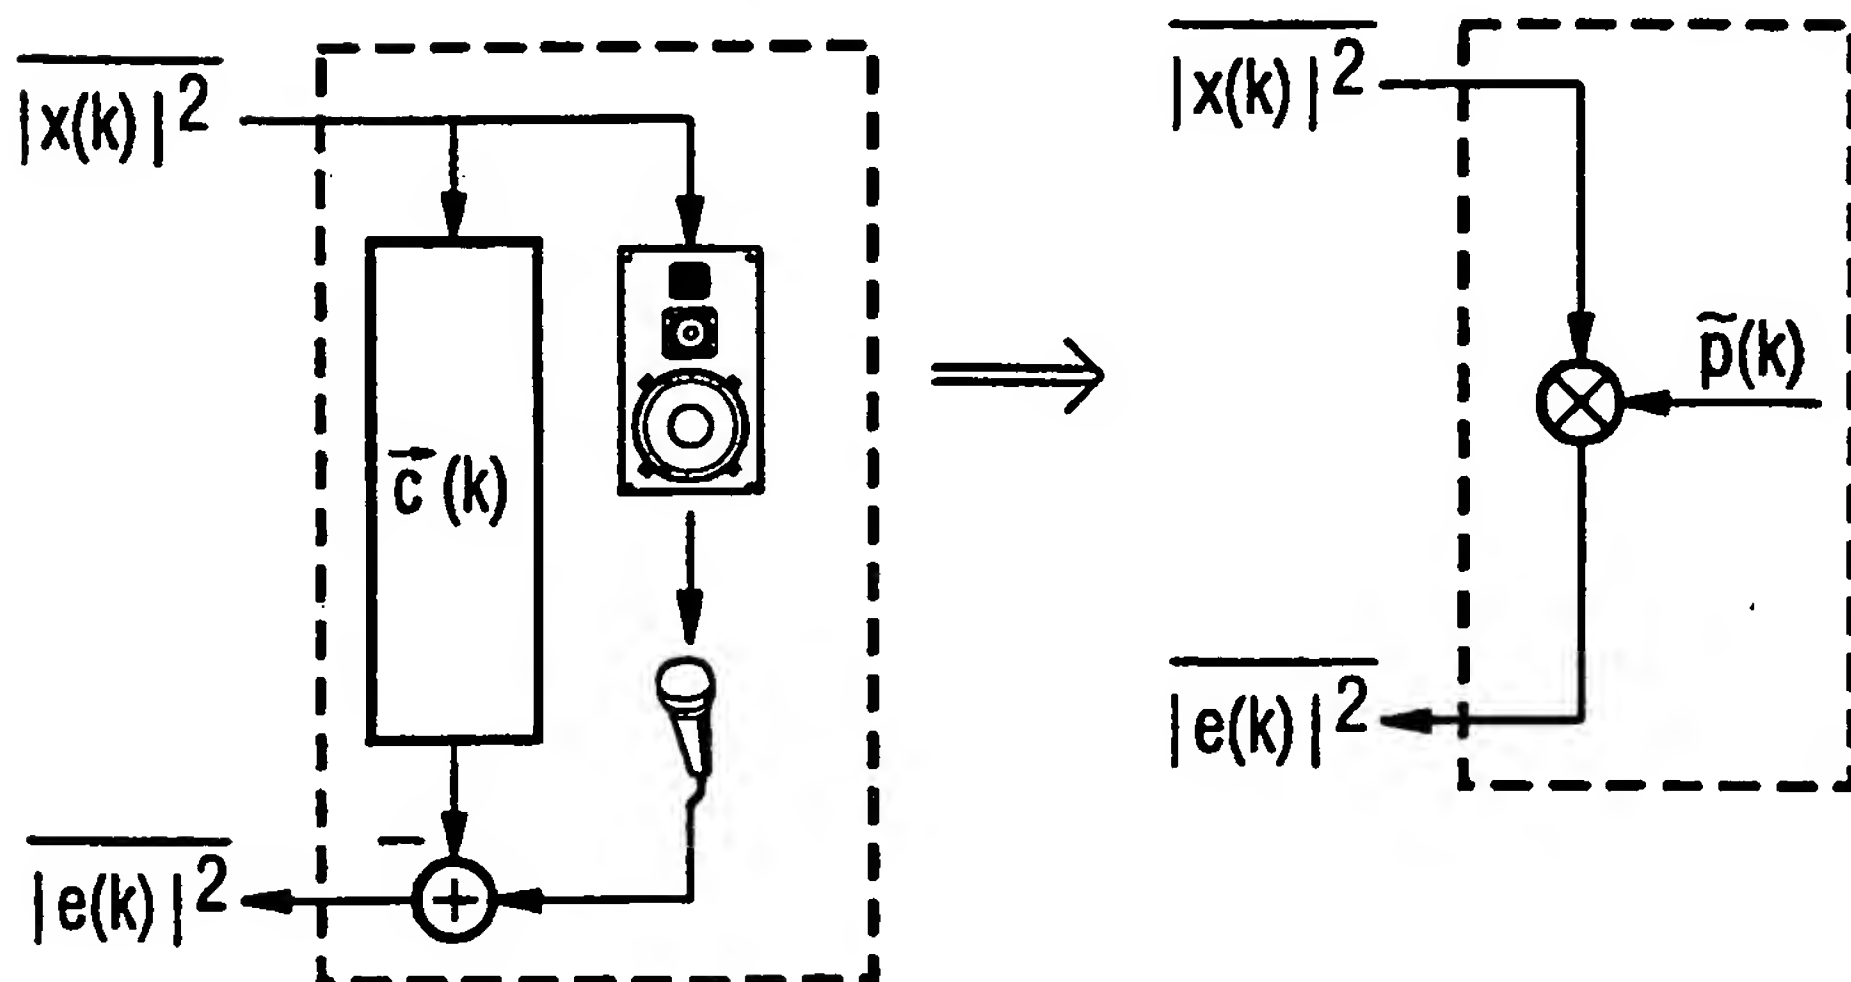 |x(k)|²
c⃗(k)
−
+
|e(k)|²
|x(k)|²
p̃(k)
|e(k)|²